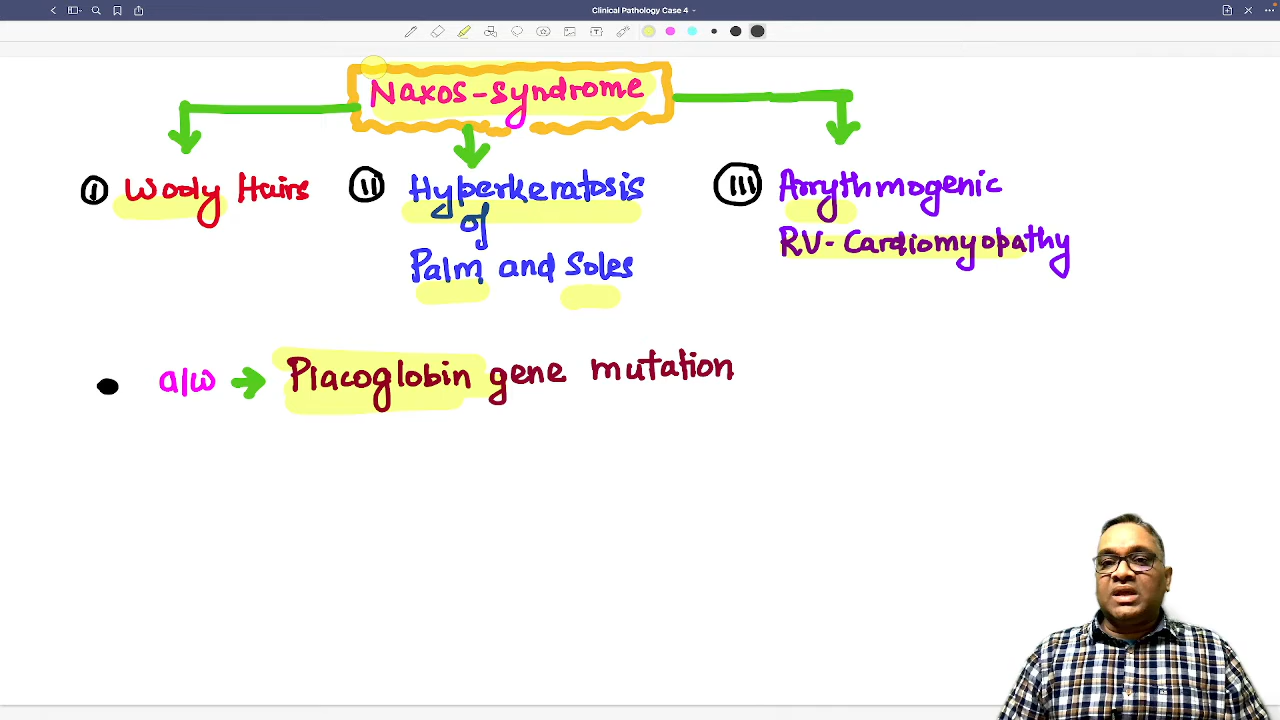 Clinical Pathology Case 4
Naxos-syndrome
I Wooly Hairs
II Hyperkeratosis
of
Palm and Soles
III Arrythmogenic
RV-Cardiomyopathy
a/w → Placoglobin gene mutation